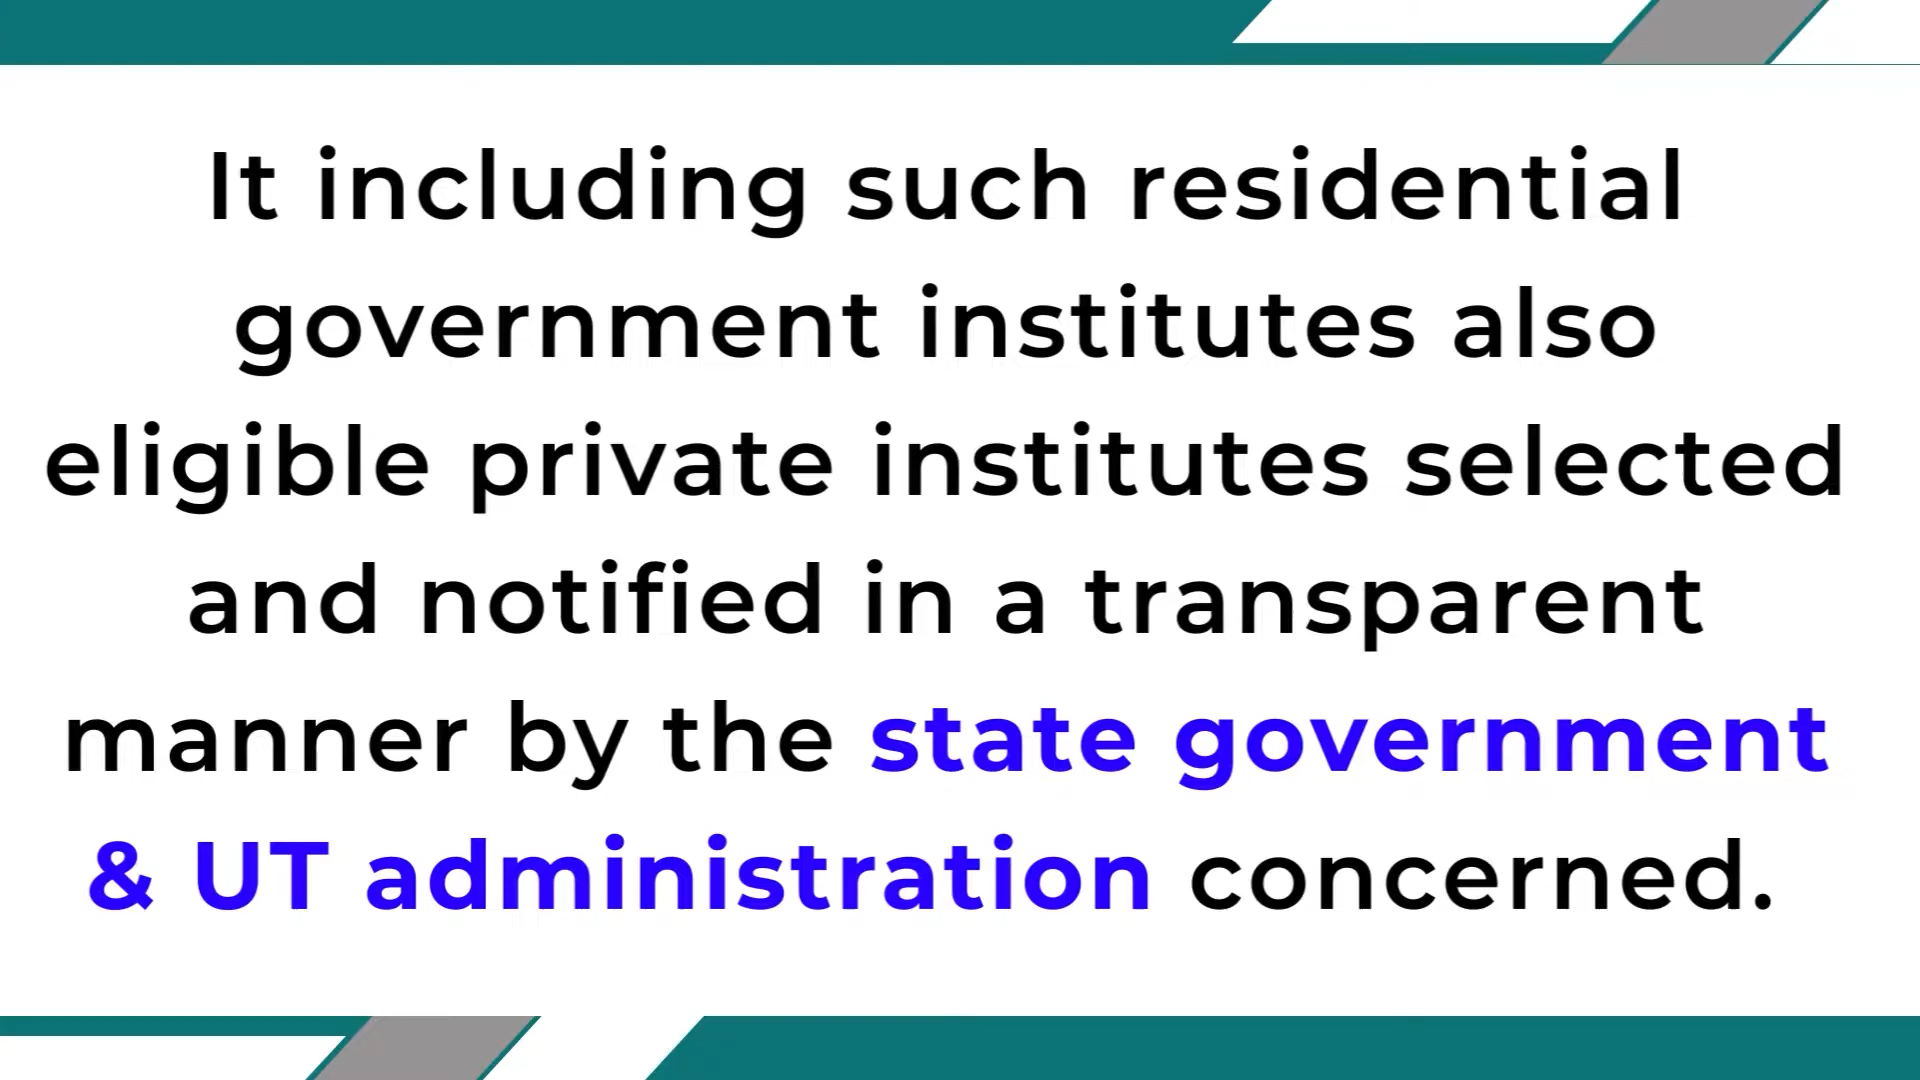 It including such residential
government institutes also
eligible private institutes selected
and notified in a transparent
manner by the state government
& UT administration concerned.